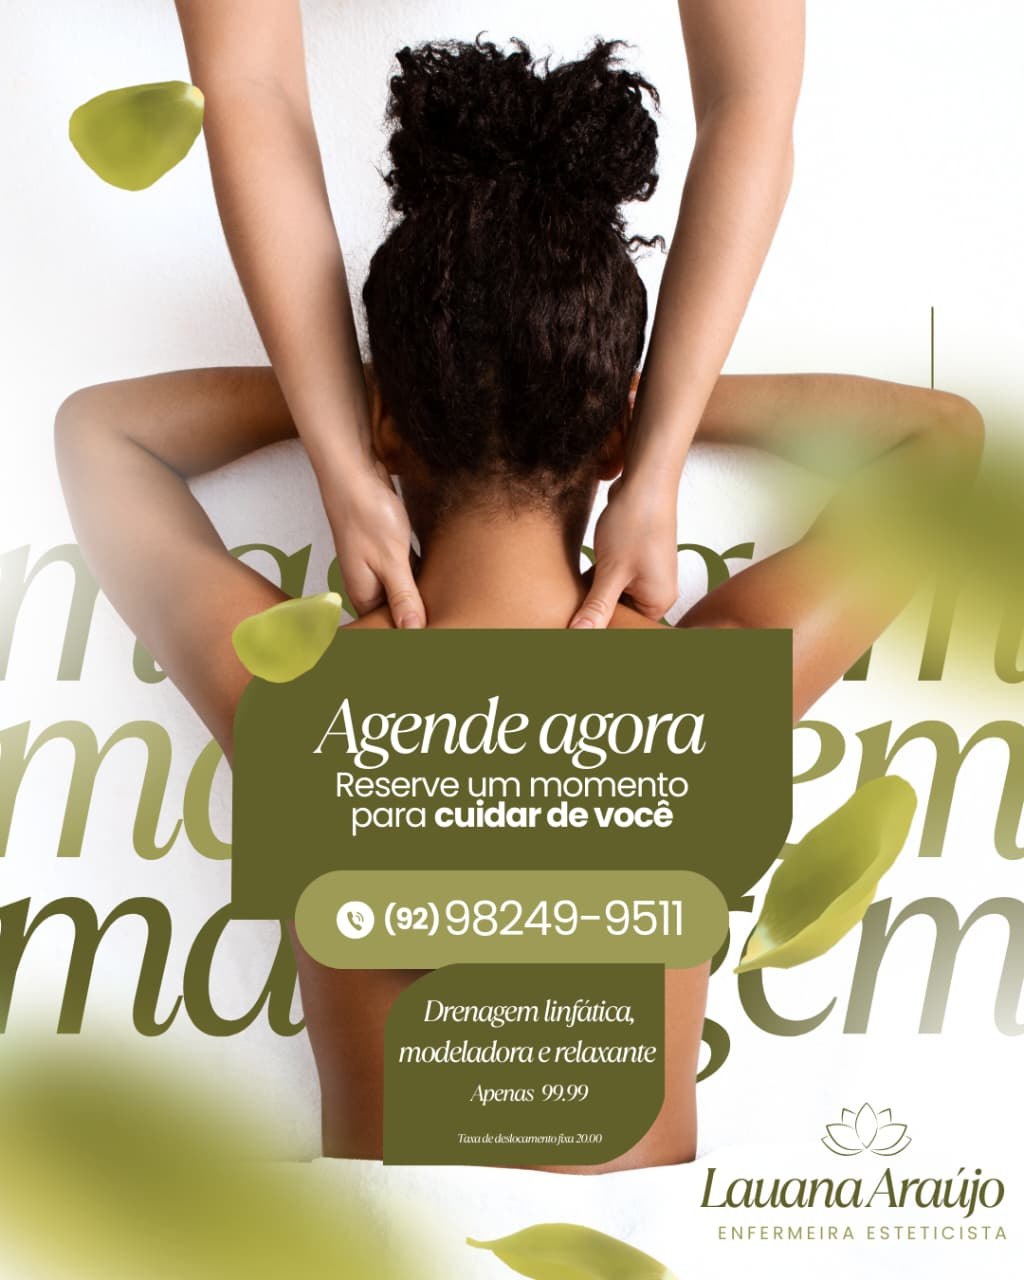 massagem
massagem
massagem
Agende agora
Reserve um momento
para cuidar de você
(92) 98249-9511
Drenagem linfática,
modeladora e relaxante
Apenas 99.99
Taxa de deslocamento fixa 20.00
Lauana Araújo
ENFERMEIRA ESTETICISTA